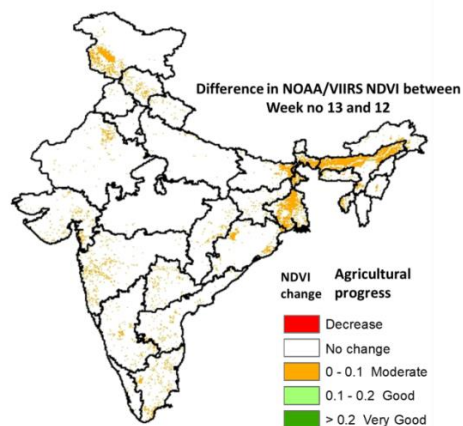 Difference in NOAA/VIIRS NDVI between
Week no 13 and 12
NDVI change
Agricultural progress
Decrease
No change
0 - 0.1 Moderate
0.1 - 0.2 Good
> 0.2 Very Good